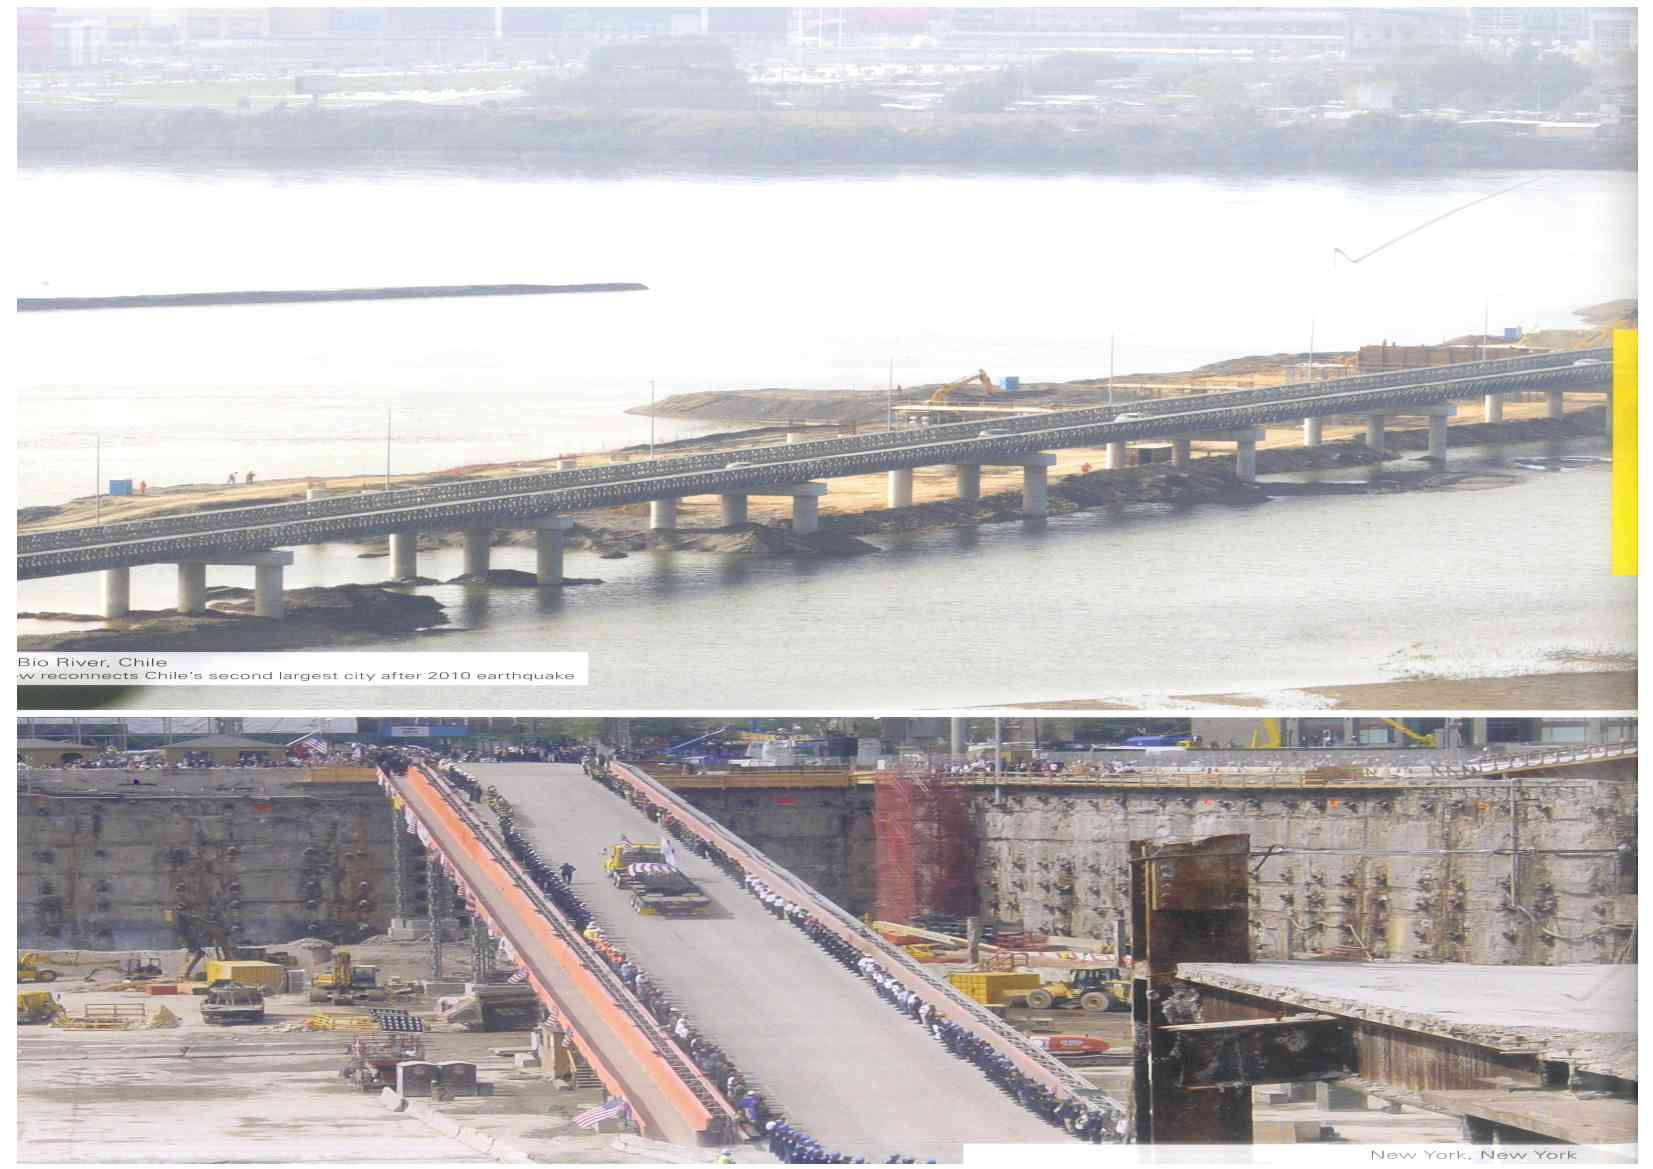 Bio River, Chile
w reconnects Chile's second largest city after 2010 earthquake
New York, New York